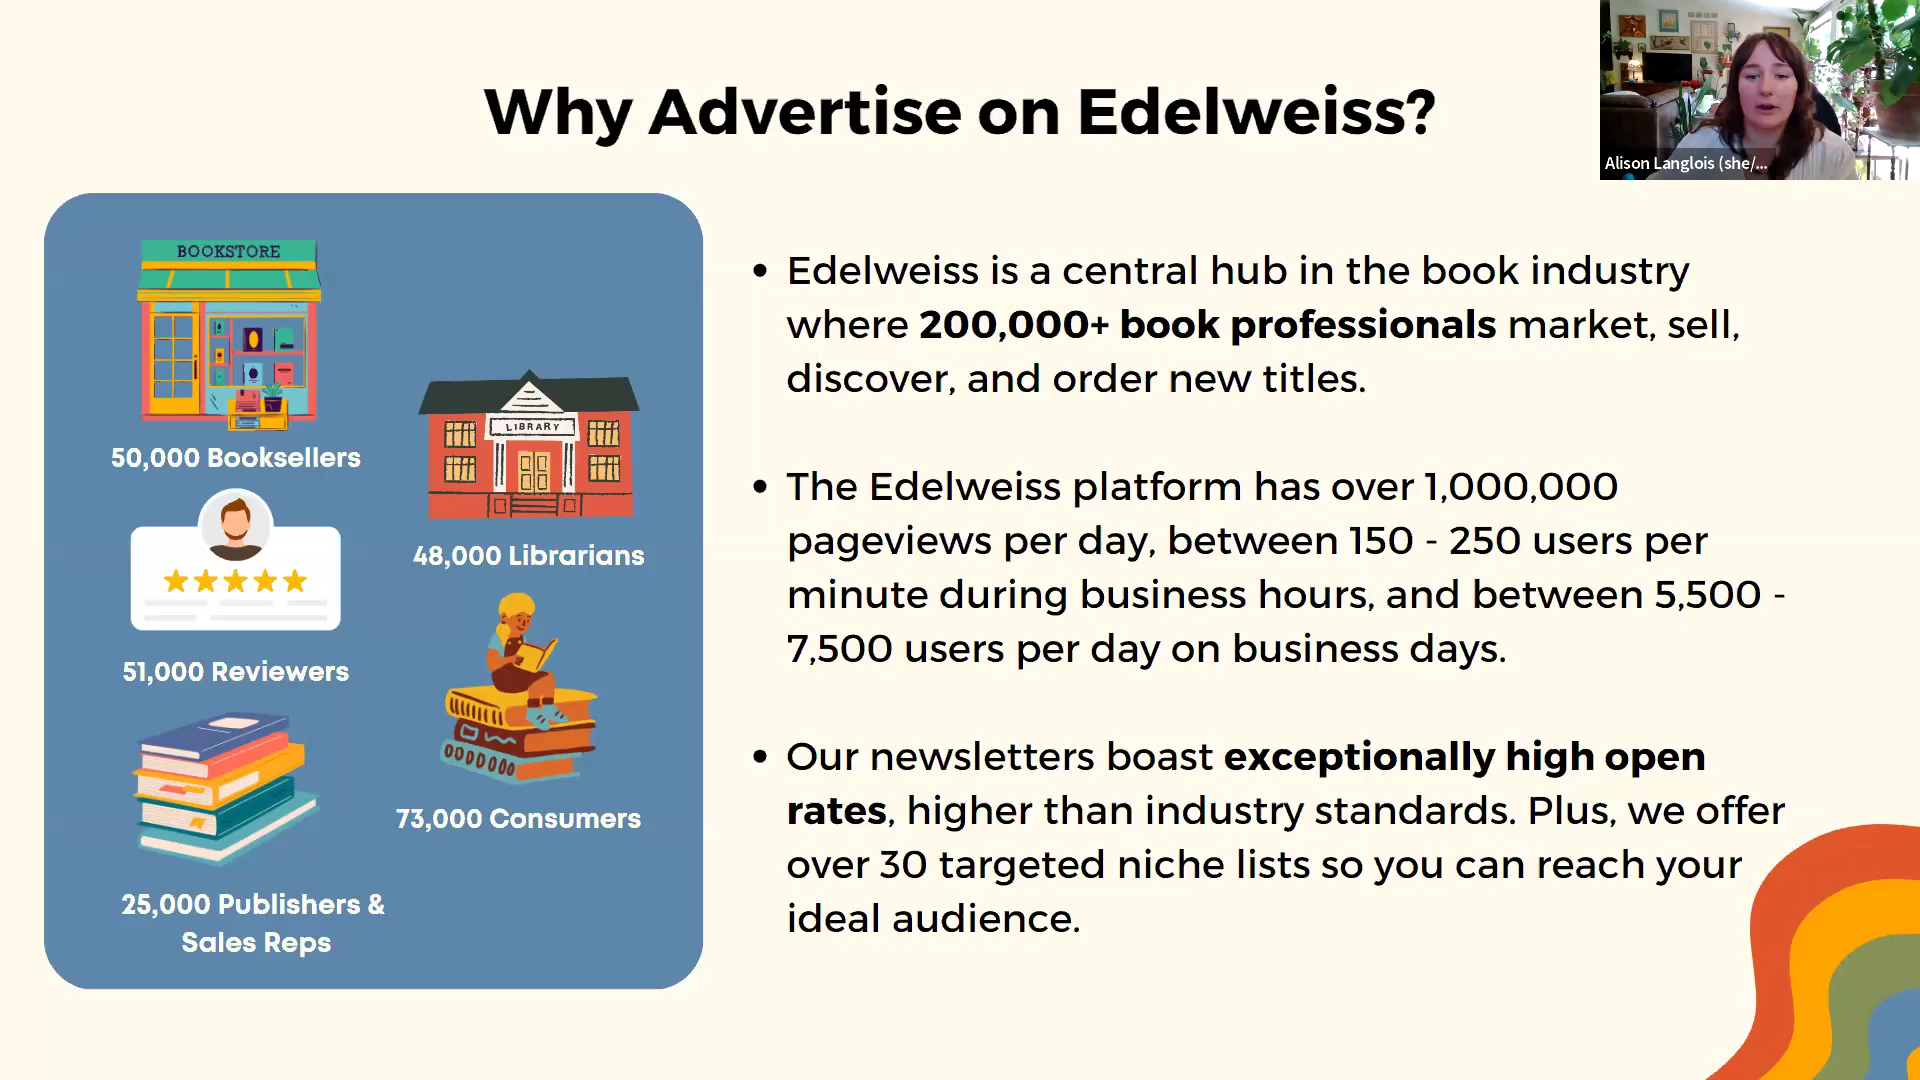 Why Advertise on Edelweiss?
Alison Langlois (she/...
BOOKSTORE
50,000 Booksellers
LIBRARY
48,000 Librarians
51,000 Reviewers
73,000 Consumers
25,000 Publishers &
Sales Reps
• Edelweiss is a central hub in the book industry
where 200,000+ book professionals market, sell,
discover, and order new titles.
• The Edelweiss platform has over 1,000,000
pageviews per day, between 150 - 250 users per
minute during business hours, and between 5,500 -
7,500 users per day on business days.
• Our newsletters boast exceptionally high open
rates, higher than industry standards. Plus, we offer
over 30 targeted niche lists so you can reach your
ideal audience.